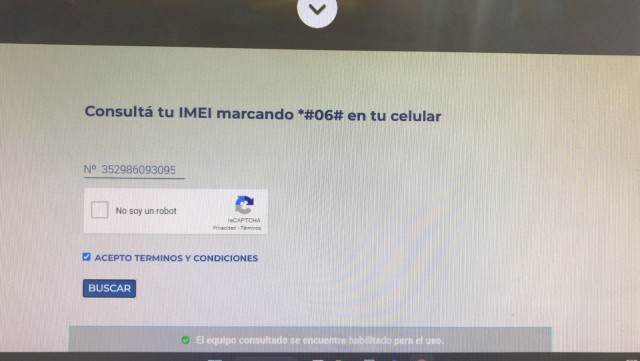 Consultá tu IMEI marcando *#06# en tu celular
Nº 352986093095
No soy un robot
reCAPTCHA
Privacidad - Términos
ACEPTO TERMINOS Y CONDICIONES
BUSCAR
El equipo consultado se encuentra habilitado para el uso.